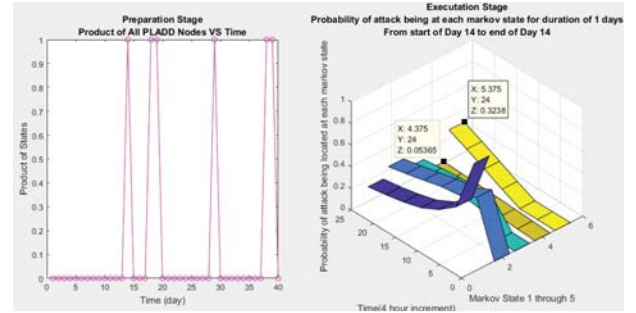 Preparation Stage
Product of All PLADD Nodes VS Time
1
0.9
0.8
0.7
0.6
0.5
0.4
0.3
0.2
0.1
0
Product of States
0
10
20
30
40
Time (day)
Executation Stage
Probability of attack being at each markov state for duration of 1 days
From start of Day 14 to end of Day 14
X: 5.375
Y: 24
Z: 0.3238
X: 4.375
Y: 24
Z: 0.05365
Probability of attack being located at each markov state
1
0.8
0.6
0.4
0.2
0
25
20
15
10
5
0
0
2
4
6
Time(4 hour increment)
Markov State 1 through 5